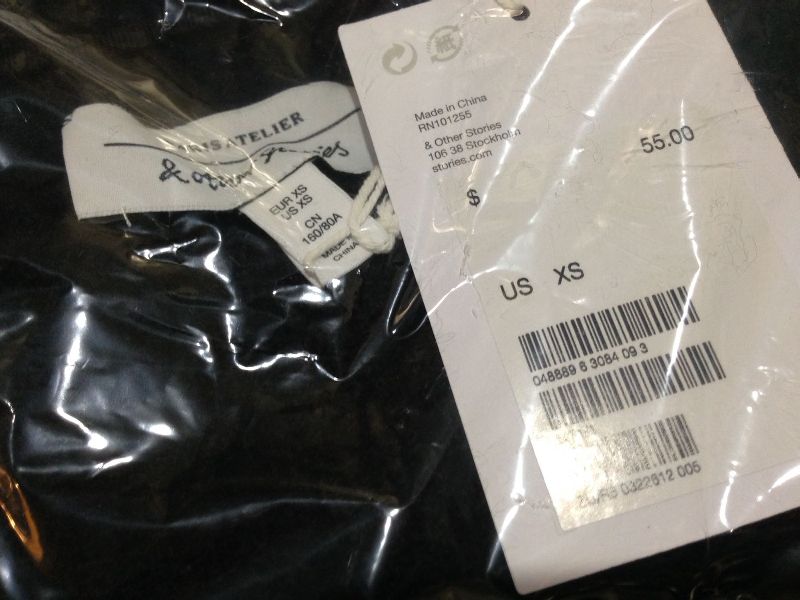 ATELIER
& other stories
EUR XS
US XS
CN
160/80A
MADE IN
CHINA
Made in China
RN101255
& Other Stories
106 38 Stockholm
stories.com
55.00
$
US XS
048889 6 3084 09 3
0322612 005